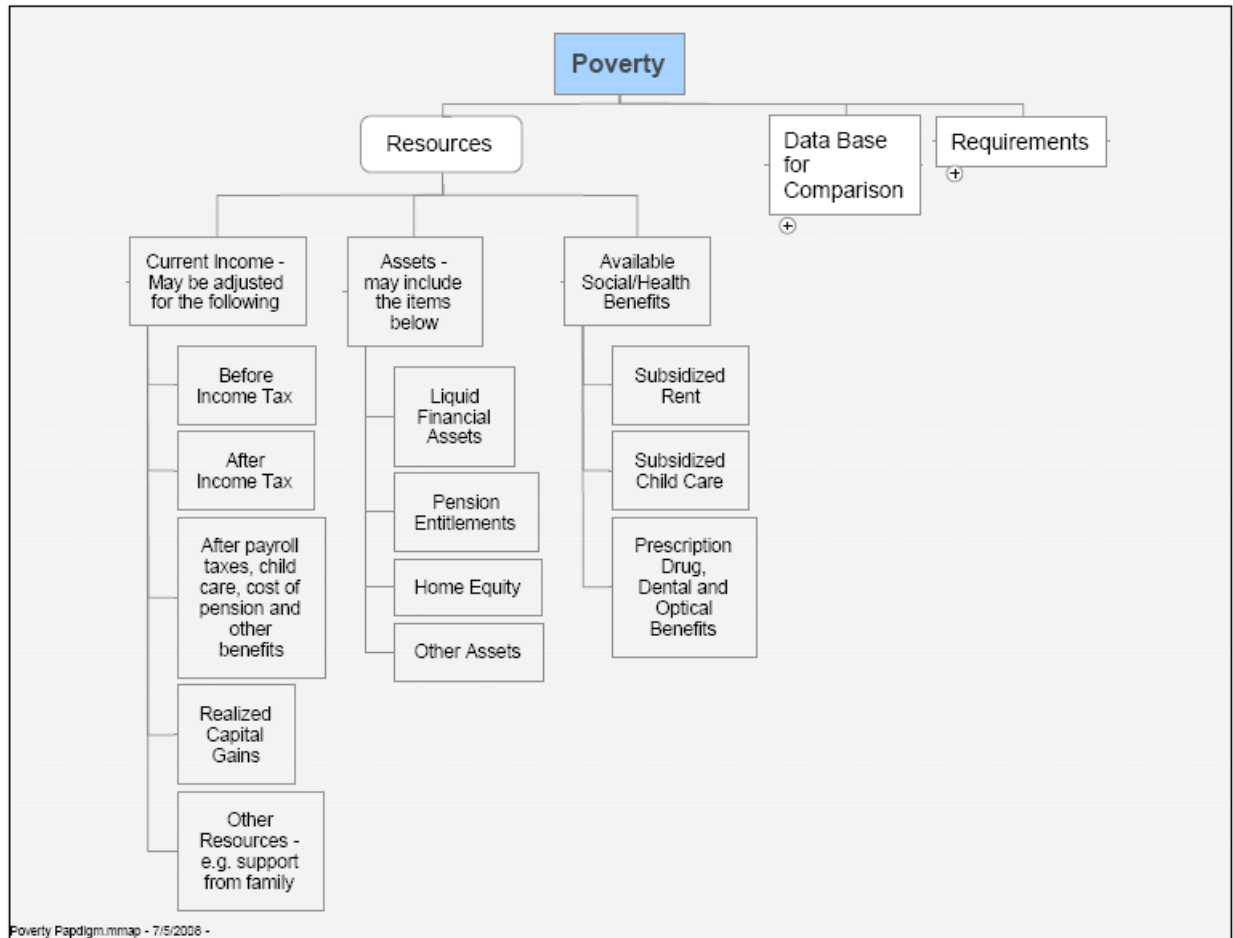 Poverty
Resources
Data Base
for
Comparison
Requirements
Current Income -
May be adjusted
for the following
Before
Income Tax
After
Income Tax
After payroll
taxes, child
care, cost of
pension and
other
benefits
Realized
Capital
Gains
Other
Resources -
e.g. support
from family
Assets -
may include
the items
below
Liquid
Financial
Assets
Pension
Entitlements
Home Equity
Other Assets
Available
Social/Health
Benefits
Subsidized
Rent
Subsidized
Child Care
Prescription
Drug,
Dental and
Optical
Benefits
Poverty Papdigm.mmap - 7/5/2008 -